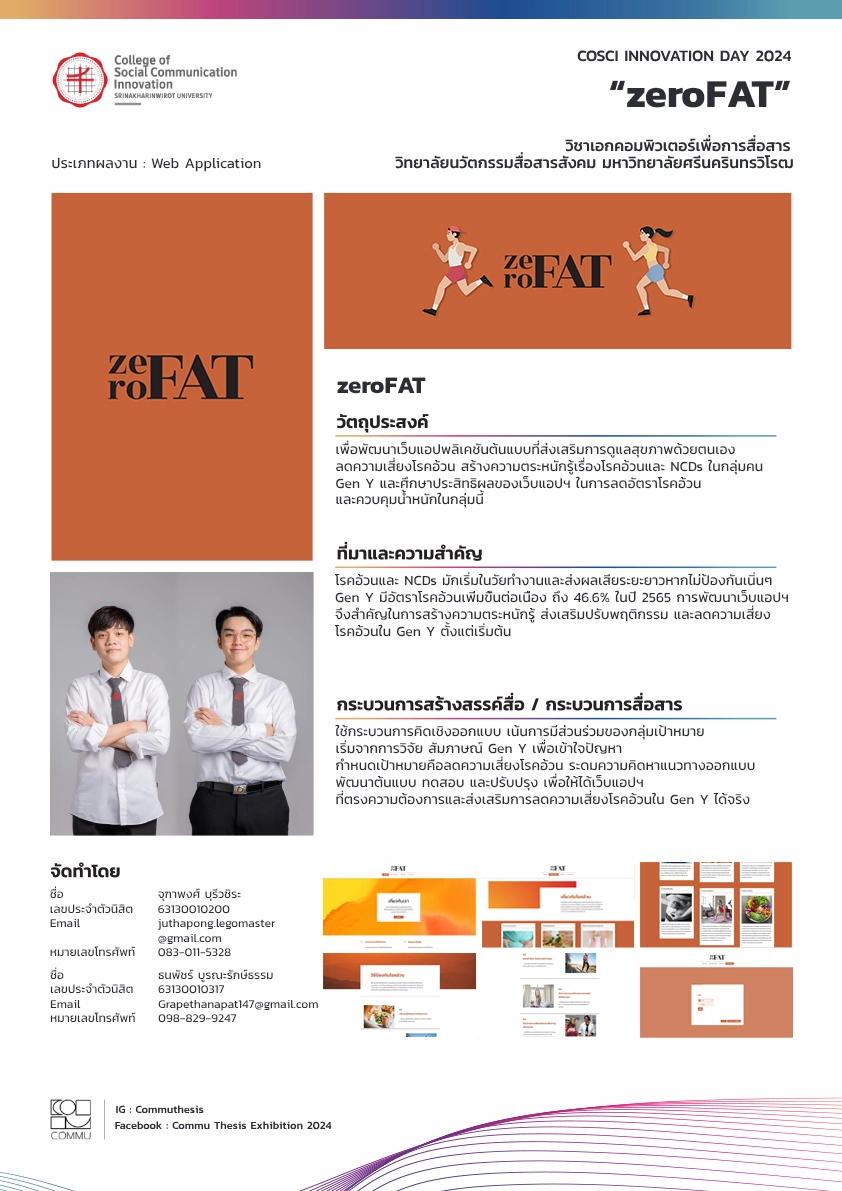 College of
Social Communication
Innovation
SRINAKHARINWIROT UNIVERSITY
COSCI INNOVATION DAY 2024
“zeroFAT”
วิชาเอกคอมพิวเตอร์เพื่อการสื่อสาร
ประเภทผลงาน : Web Application
วิทยาลัยนวัตกรรมสื่อสารสังคม มหาวิทยาลัยศรีนครินทรวิโรฒ
ze
roFAT
ze
roFAT
zeroFAT
วัตถุประสงค์
เพื่อพัฒนาเว็บแอปพลิเคชันต้นแบบที่ส่งเสริมการดูแลสุขภาพด้วยตนเอง
ลดความเสี่ยงโรคอ้วน สร้างความตระหนักรู้เรื่องโรคอ้วนและ NCDs ในกลุ่มคน
Gen Y และศึกษาประสิทธิผลของเว็บแอปฯ ในการลดอัตราโรคอ้วน
และควบคุมน้ำหนักในกลุ่มนี้
ที่มาและความสำคัญ
โรคอ้วนและ NCDs มักเริ่มในวัยทำงานและส่งผลเสียระยะยาวหากไม่ป้องกันเนิ่นๆ
Gen Y มีอัตราโรคอ้วนเพิ่มขึ้นต่อเนื่อง ถึง 46.6% ในปี 2565 การพัฒนาเว็บแอปฯ
จึงสำคัญในการสร้างความตระหนักรู้ ส่งเสริมปรับพฤติกรรม และลดความเสี่ยง
โรคอ้วนใน Gen Y ตั้งแต่เริ่มต้น
กระบวนการสร้างสรรค์สื่อ / กระบวนการสื่อสาร
ใช้กระบวนการคิดเชิงออกแบบ เน้นการมีส่วนร่วมของกลุ่มเป้าหมาย
เริ่มจากการวิจัย สัมภาษณ์ Gen Y เพื่อเข้าใจปัญหา
กำหนดเป้าหมายคือลดความเสี่ยงโรคอ้วน ระดมความคิดหาแนวทางออกแบบ
พัฒนาต้นแบบ ทดสอบ และปรับปรุง เพื่อให้ได้เว็บแอปฯ
ที่ตรงความต้องการและส่งเสริมการลดความเสี่ยงโรคอ้วนใน Gen Y ได้จริง
จัดทำโดย
ชื่อ จุฑาพงศ์ บุรีวชิระ
เลขประจำตัวนิสิต 63130010200
Email juthapong.legomaster
@gmail.com
หมายเลขโทรศัพท์ 083-011-5328
ชื่อ ธนพัชร์ บูรณะรักษ์ธรรม
เลขประจำตัวนิสิต 63130010317
Email Grapethanapat147@gmail.com
หมายเลขโทรศัพท์ 098-829-9247
เกี่ยวกับเรา
เกี่ยวกับโรคอ้วน
วิธีป้องกันโรคอ้วน
COMMU
IG : Commuthesis
Facebook : Commu Thesis Exhibition 2024